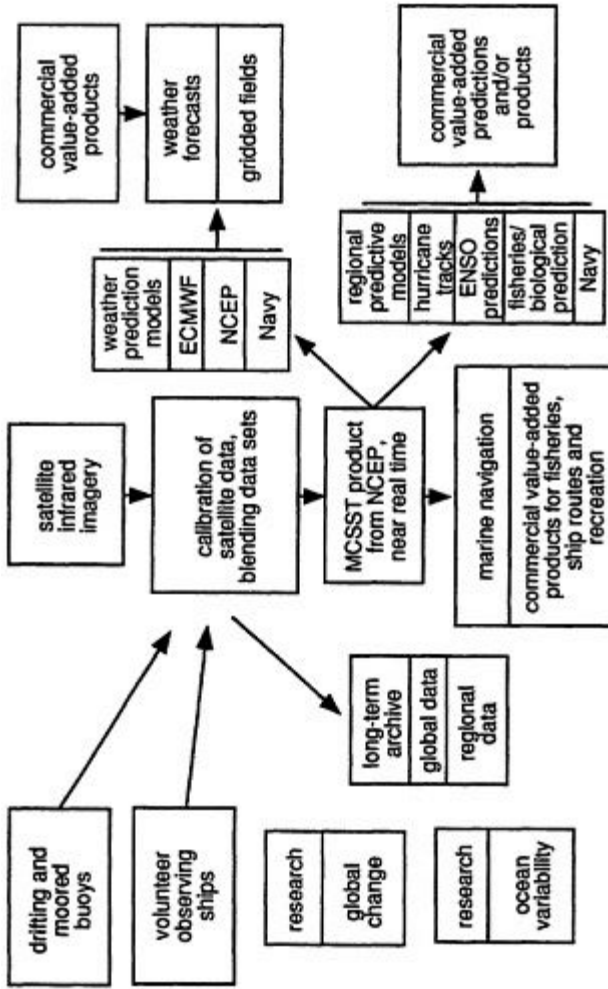 drifting and
moored
buoys
volunteer
observing
ships
research
global
change
research
ocean
variability
satellite
infrared
imagery
calibration of
satellite data,
blending data sets
long-term
archive
global data
regional
data
MCSST product
from NCEP,
near real time
marine navigation
commercial value-added
products for fisheries,
ship routes and
recreation
weather
prediction
models
ECMWF
NCEP
Navy
commercial
value-added
products
weather
forecasts
gridded fields
regional
predictive
models
hurricane
tracks
ENSO
predictions
fisheries/
biological
prediction
Navy
commercial
value-added
predictions
and/or
products